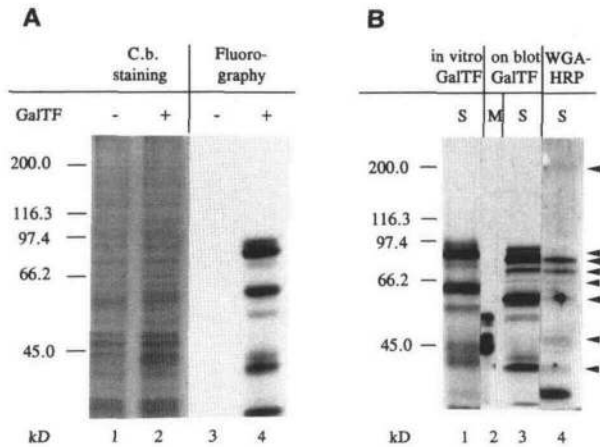 A
C.b. staining
Fluoro- graphy
GalTF - + - +
200.0
116.3
97.4
66.2
45.0
kD 1 2 3 4
B
in vitro GalTF
on blot GalTF
WGA- HRP
S M S S
200.0
116.3
97.4
66.2
45.0
kD 1 2 3 4